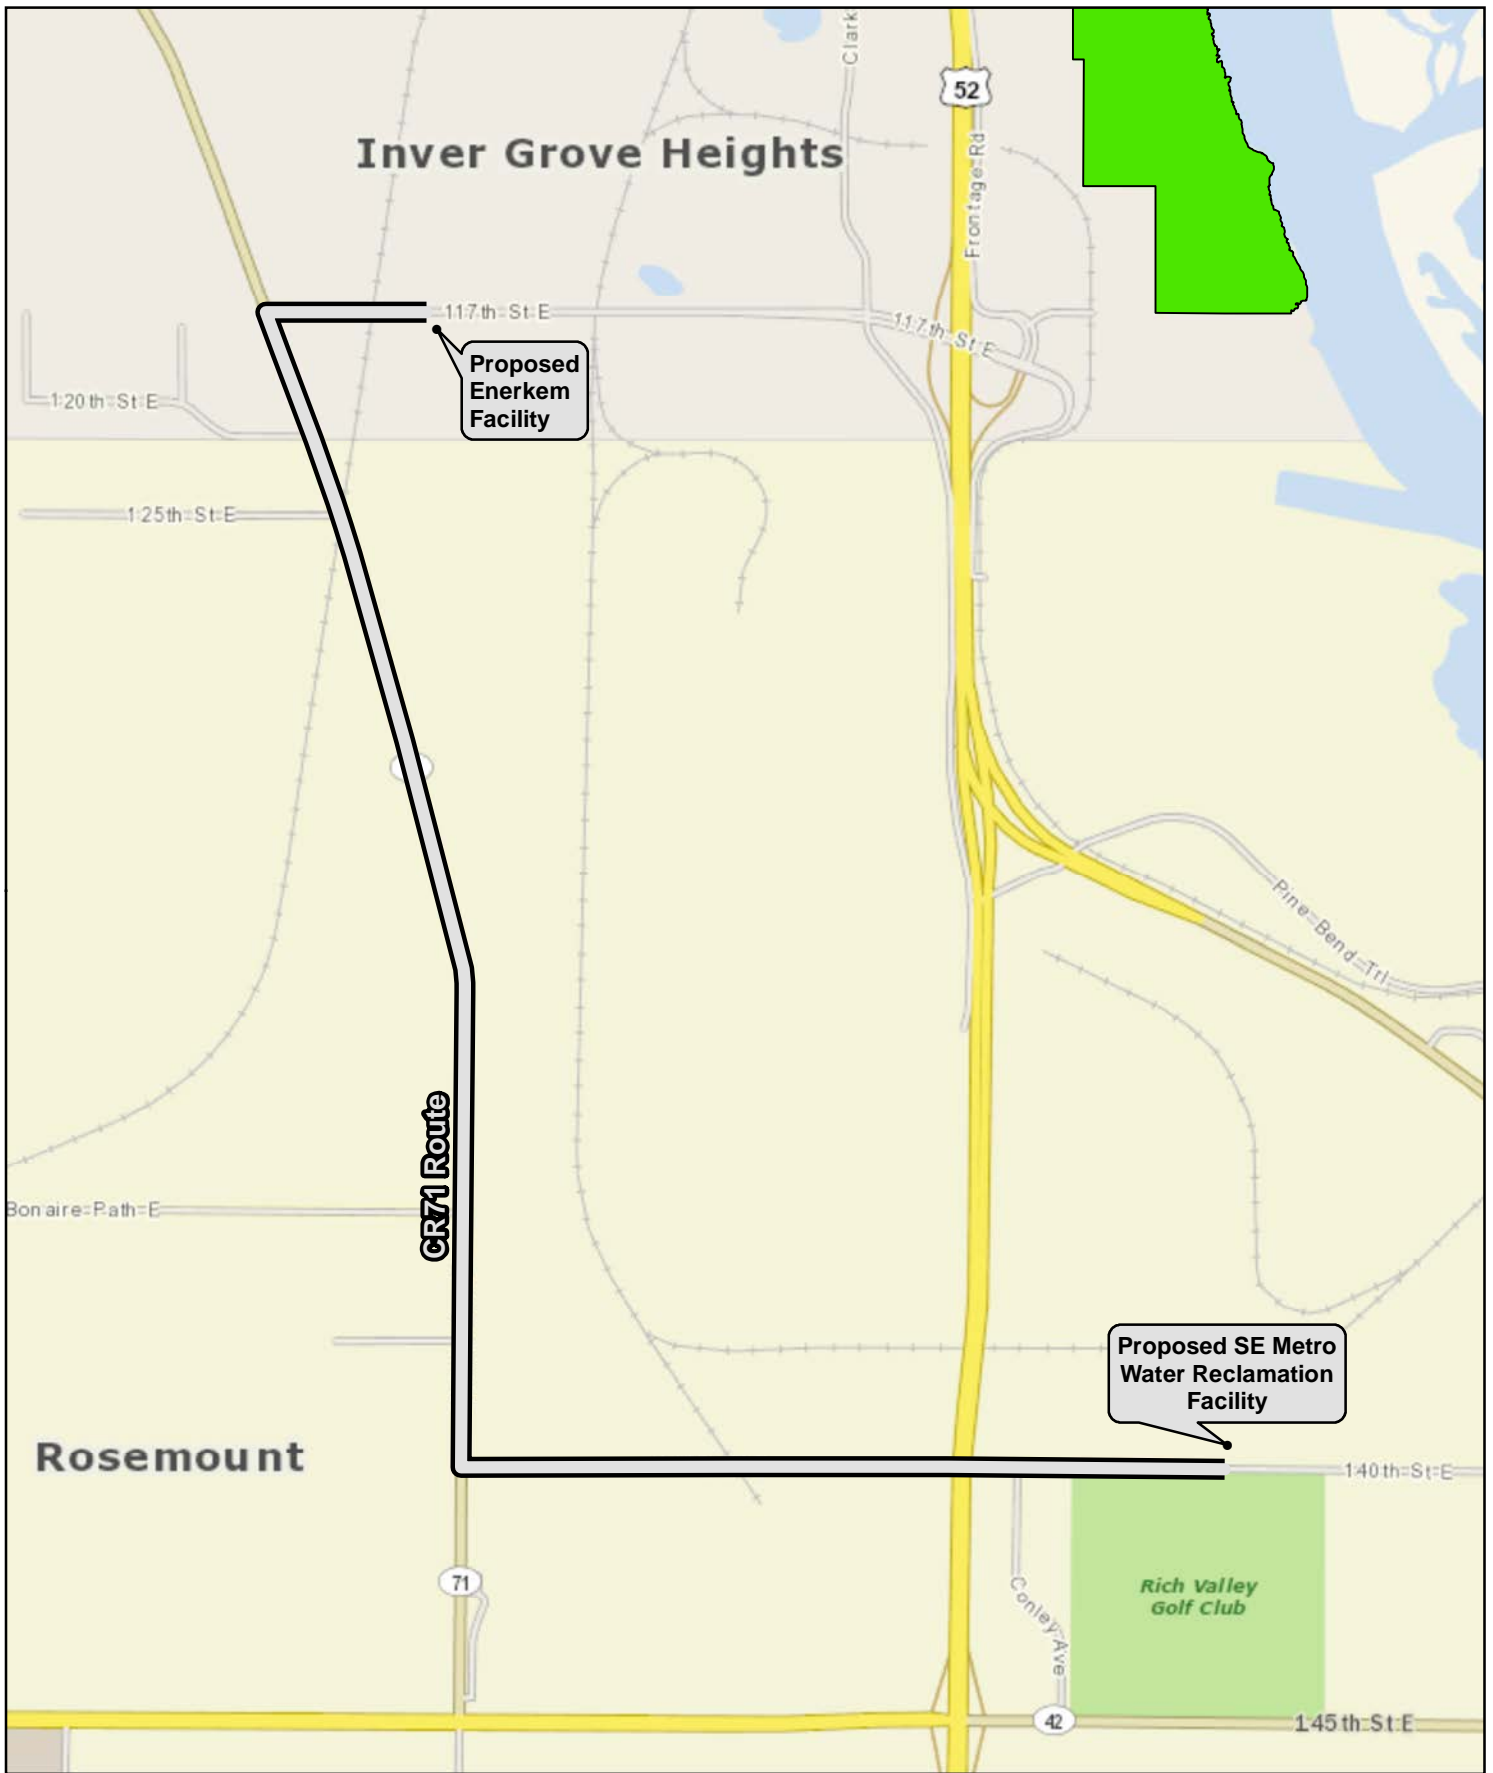 Clark
52
Inver Grove Heights
Frontage Rd
117th St E
117th St E
Proposed
Enerkem
Facility
120th St E
125th St E
Pine Bend Trl
CR71 Route
Bonaire Path E
Proposed SE Metro
Water Reclamation
Facility
Rosemount
140th St E
71
Conley Ave
Rich Valley
Golf Club
42
145th St E